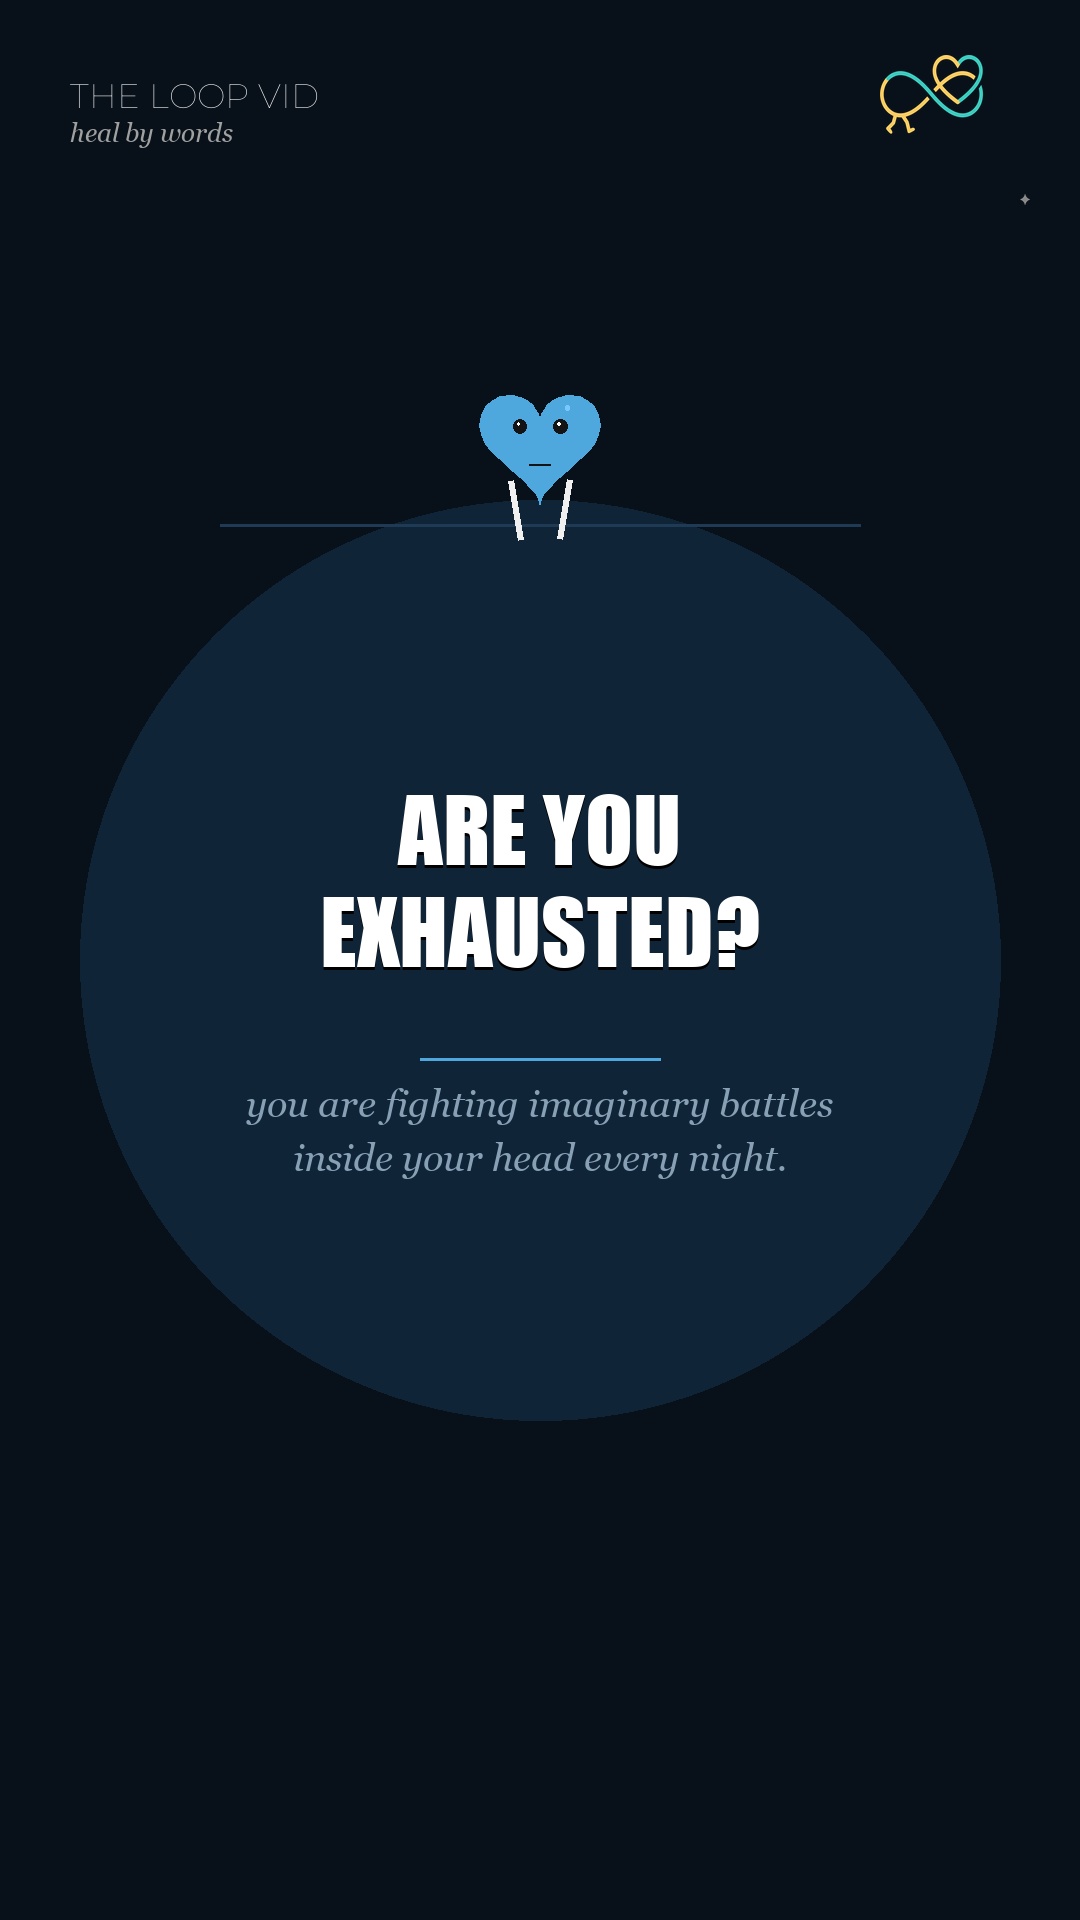 THE LOOP VID
heal by words
ARE YOU
EXHAUSTED?
you are fighting imaginary battles
inside your head every night.